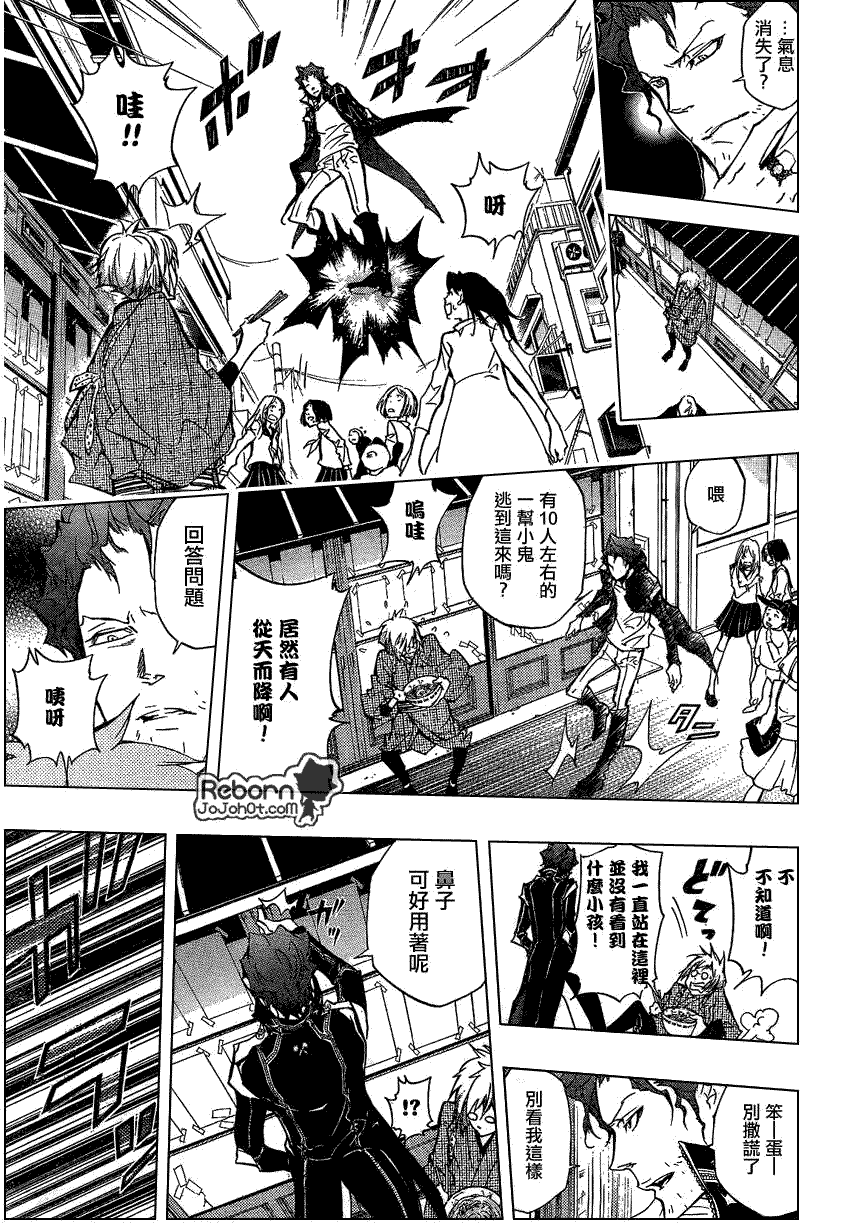 …氣息
消失了?
ボオオ
呀
哇!!
喂
有10人左右的
一幫小鬼
逃到這來嗎?
嗚哇
居然有人
從天而降啊!
タン
回答問題
咦呀
Reborn
JoJoHOt.com
不
不知道啊!
我一直站在這裡
並沒有看到
什麼小孩!
どてっ
笨—蛋—
別撒謊了
別看我這樣
鼻子
可好用著呢
!?